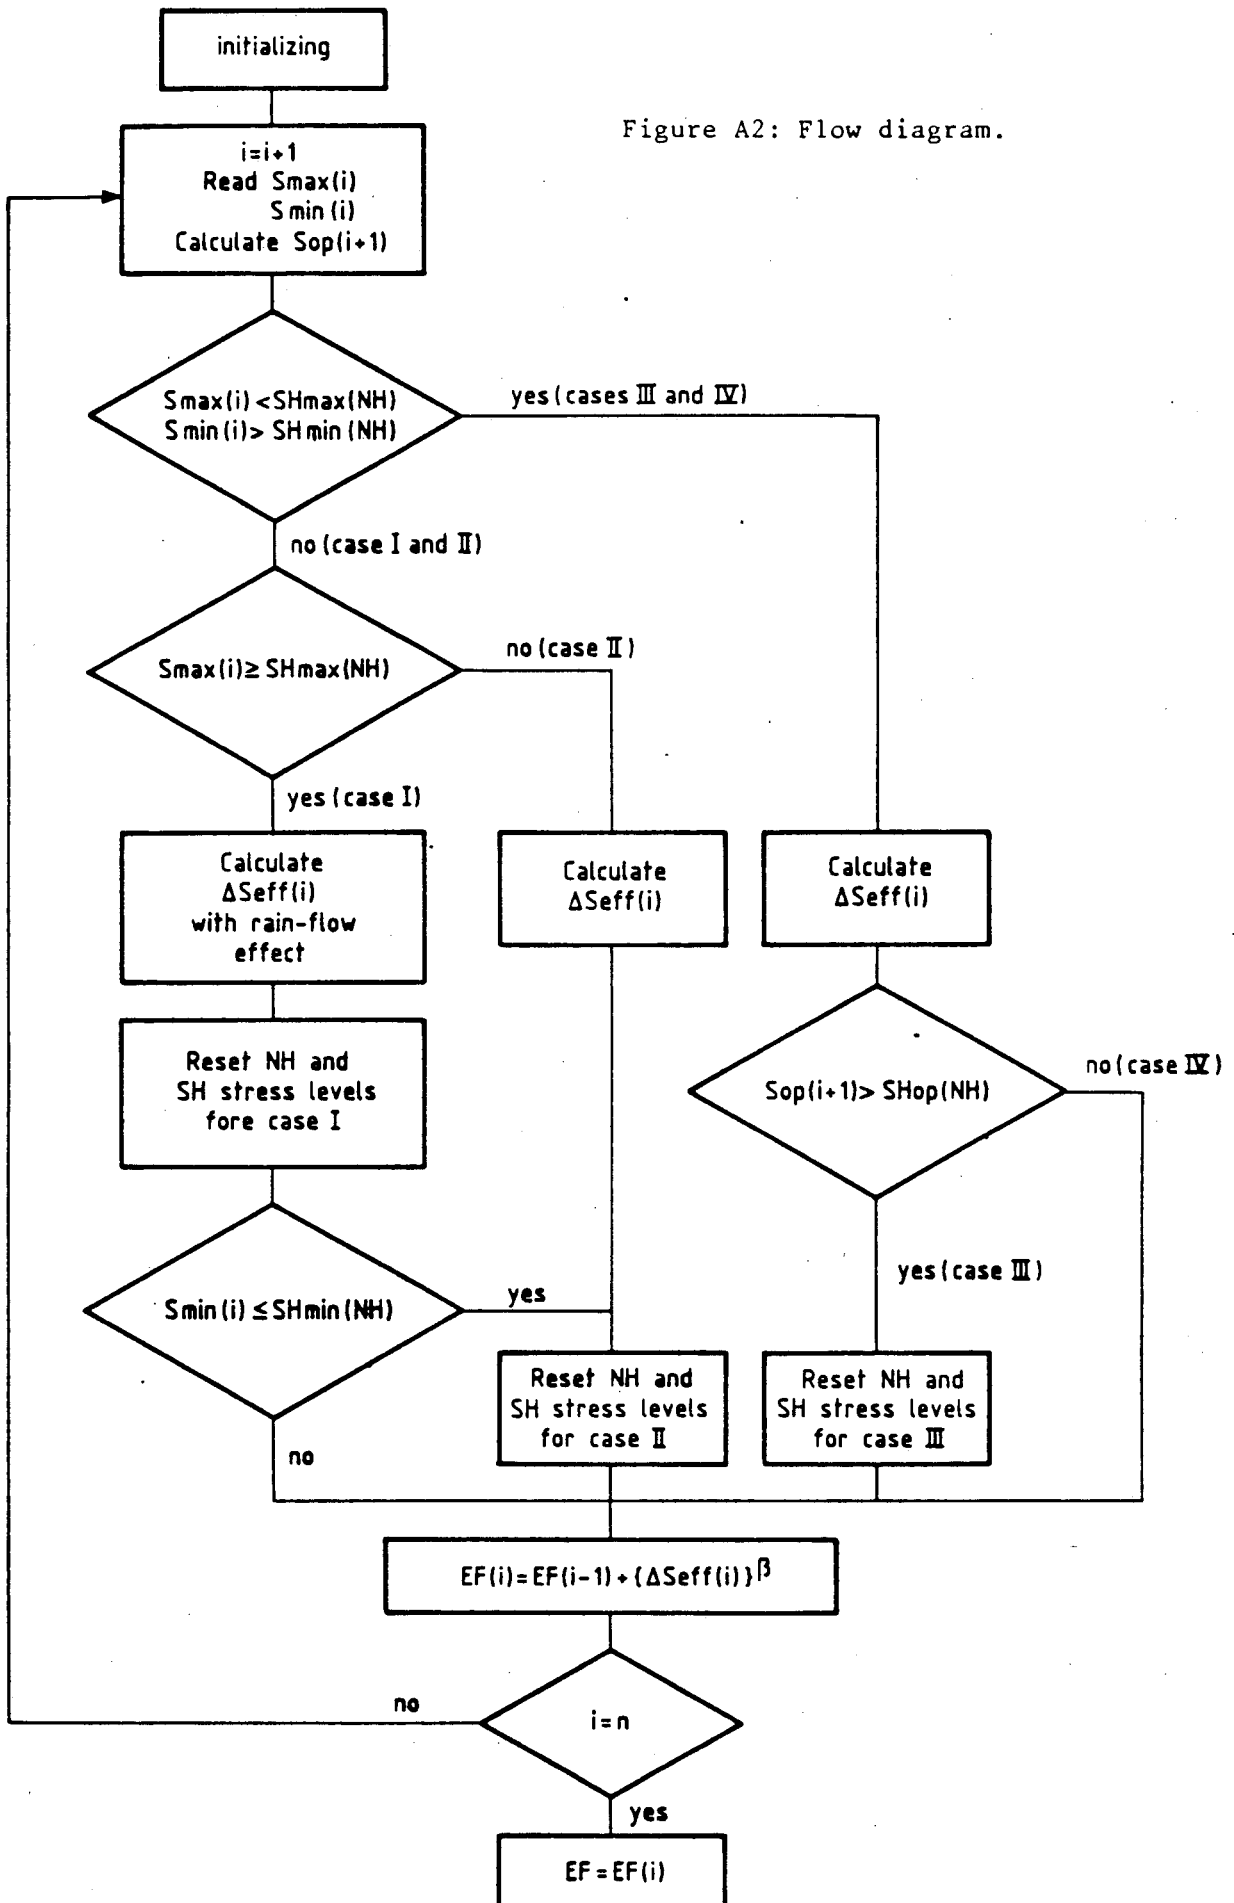 initializing
Figure A2: Flow diagram.
i=i+1
Read Smax(i)
Smin(i)
Calculate Sop(i+1)
Smax(i)<SHmax(NH)
Smin(i)>SHmin(NH)
yes(cases III and IV)
no(case I and II)
Smax(i)≥SHmax(NH)
no(case II)
yes(case I)
Calculate
ΔSeff(i)
with rain-flow
effect
Calculate
ΔSeff(i)
Calculate
ΔSeff(i)
Reset NH and
SH stress levels
fore case I
Sop(i+1)>SHop(NH)
no(case IV)
yes(case III)
Smin(i)≤SHmin(NH)
yes
no
Reset NH and
SH stress levels
for case II
Reset NH and
SH stress levels
for case III
EF(i)=EF(i-1)+{ΔSeff(i)}^β
i=n
no
yes
EF=EF(i)